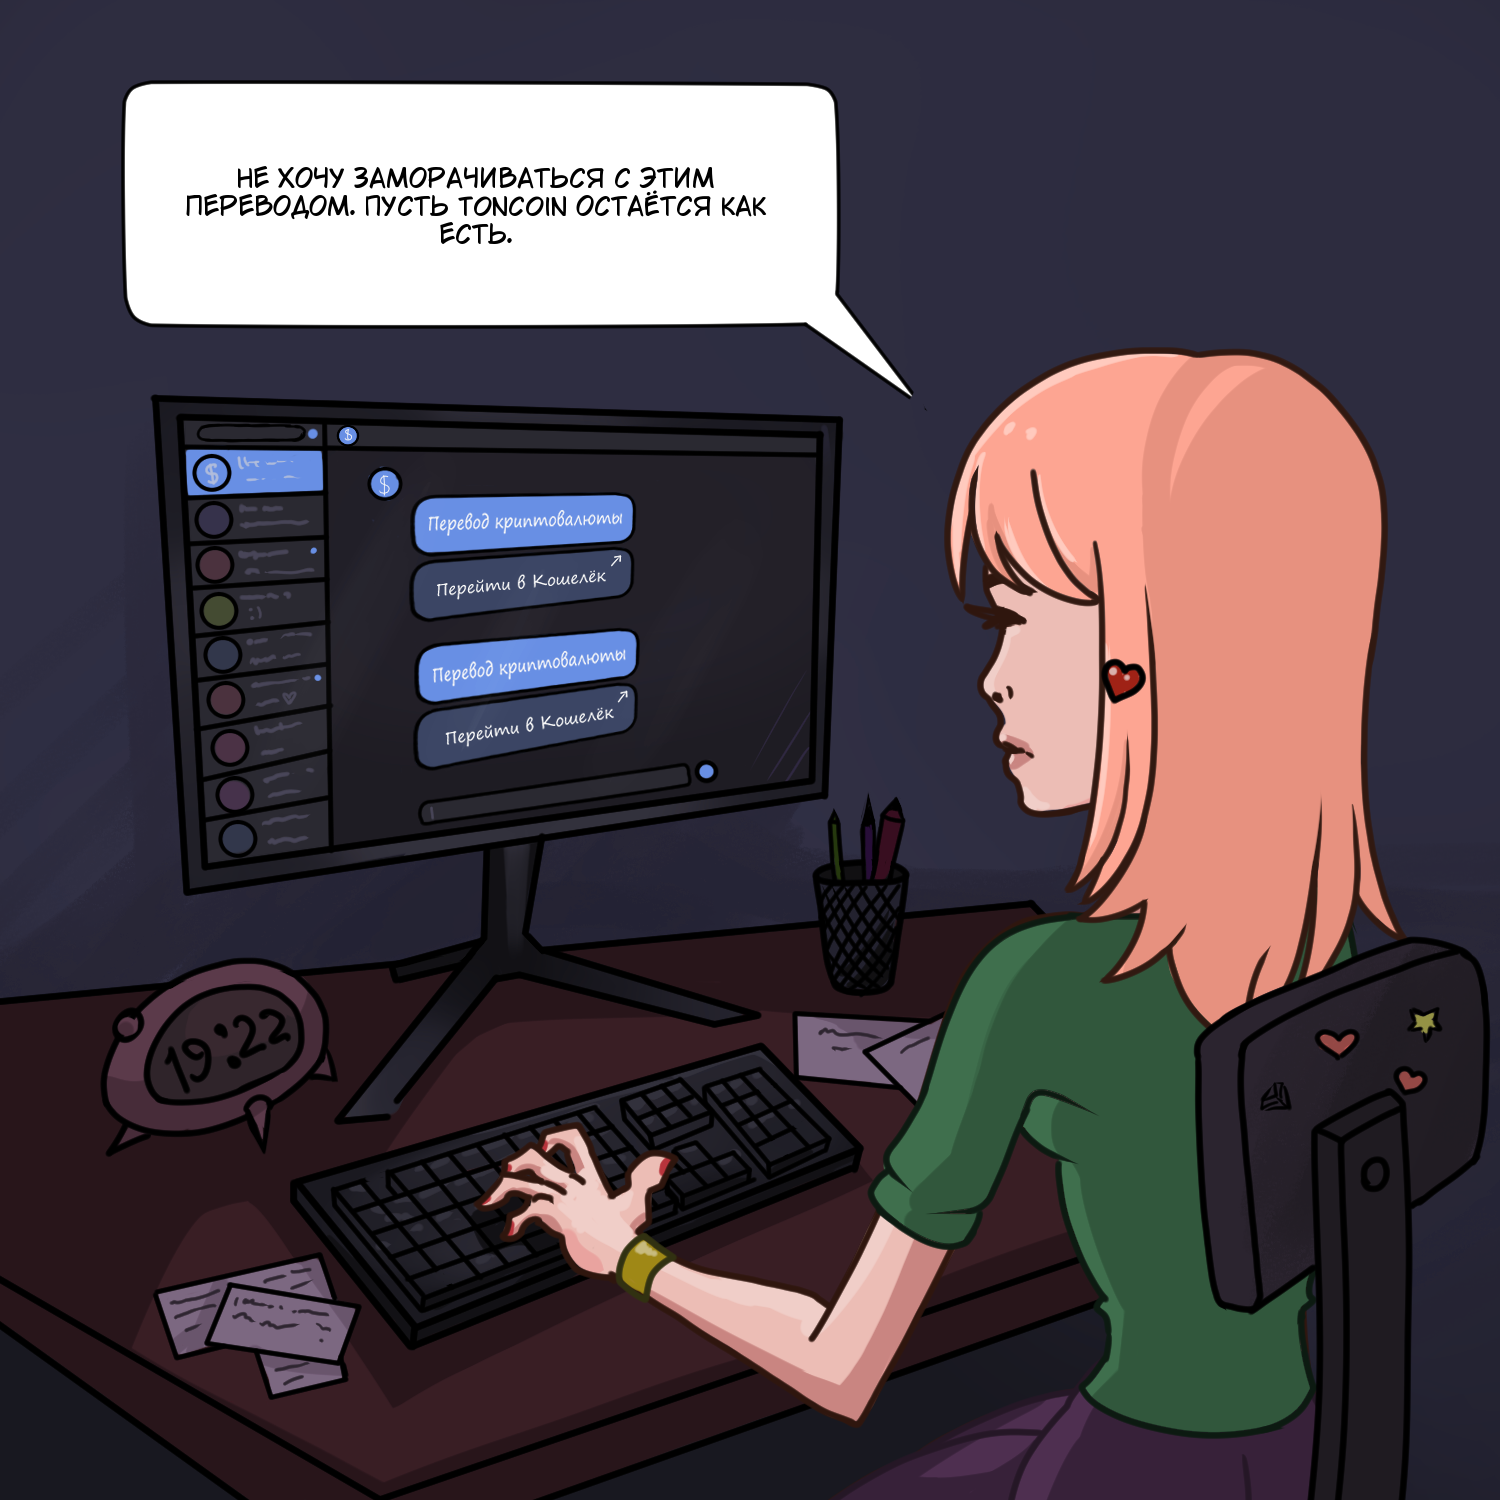 НЕ ХОЧУ ЗАМОРАЧИВАТЬСЯ С ЭТИМ
ПЕРЕВОДОМ. ПУСТЬ TONCOIN ОСТАЁТСЯ КАК
ЕСТЬ.
$
$
$
Перевод криптовалюты
Перейти в Кошелёк
Перевод криптовалюты
Перейти в Кошелёк
:)
19:22